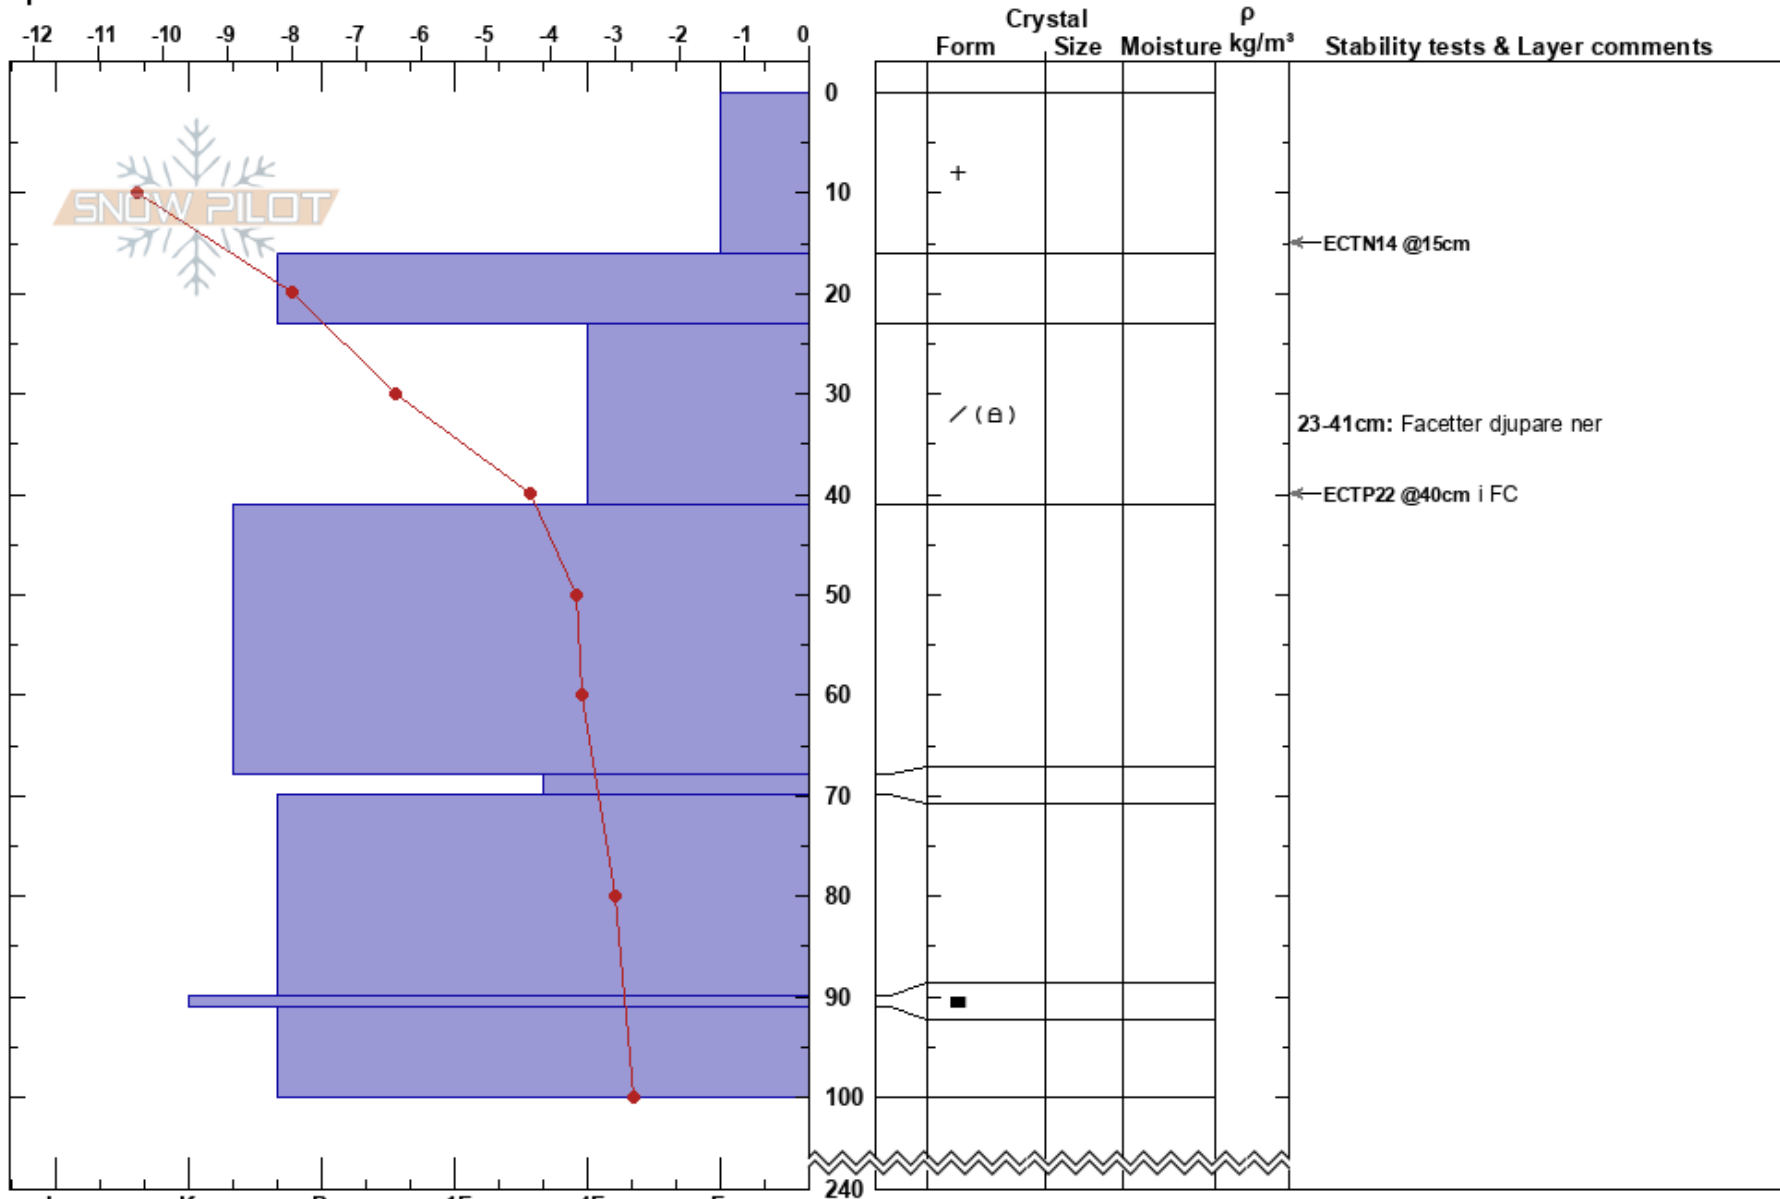 Crystal ρ
-12 -11 -10 -9 -8 -7 -6 -5 -4 -3 -2 -1 0
Form Size Moisture kg/m³ Stability tests & Layer comments
0
SNOW PILOT
10
ECTN14 @15cm
20
30
23-41cm: Facetter djupare ner
40
ECTP22 @40cm i FC
50
60
70
80
90
100
240